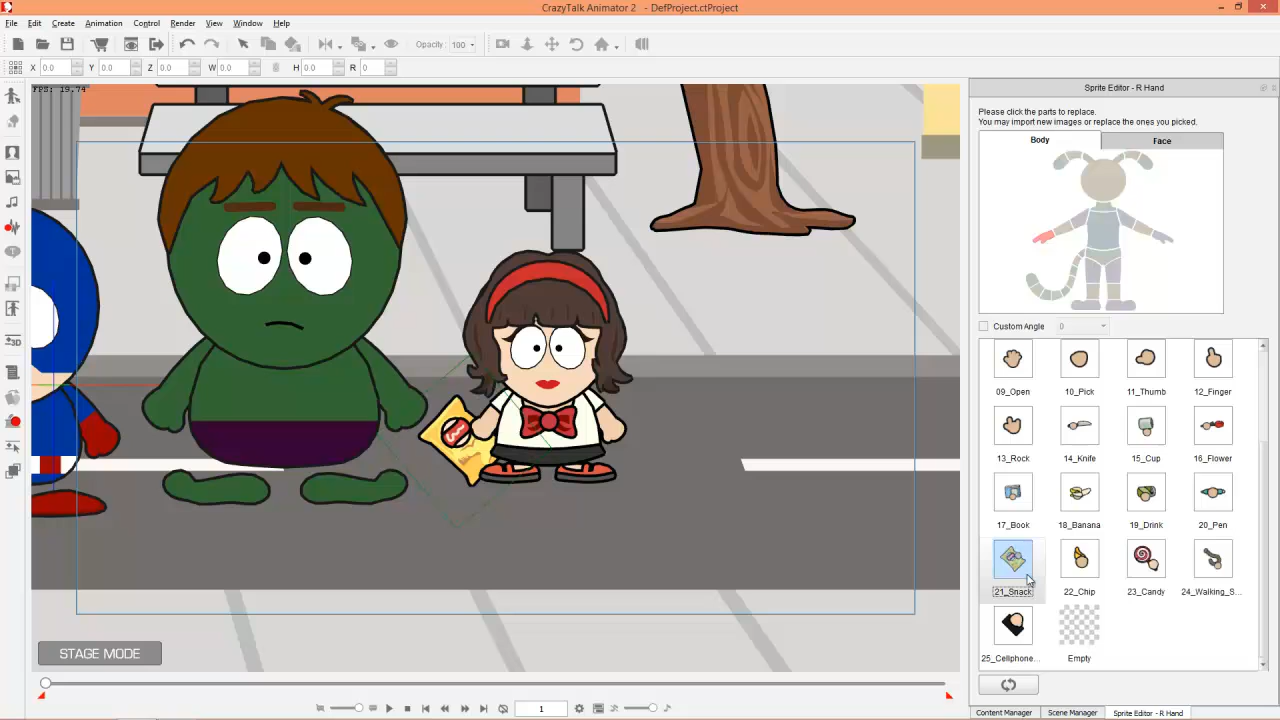 CrazyTalk Animator 2 - DefProject.ctProject
File Edit Create Animation Control Render View Window Help
Opacity : 100
X 0.0 Y 0.0 Z 0.0 W 0.0 H 0.0 R 0
FPS: 19.74
Sprite Editor - R Hand
Please click the parts to replace.
You may import new images or replace the ones you picked.
Body Face
Custom Angle 0
09_Open 10_Pick 11_Thumb 12_Finger
13_Rock 14_Knife 15_Cup 16_Flower
17_Book 18_Banana 19_Drink 20_Pen
21_Snack 22_Chip 23_Candy 24_Walking_S...
25_Cellphone... Empty
STAGE MODE
1
Content Manager Scene Manager Sprite Editor - R Hand